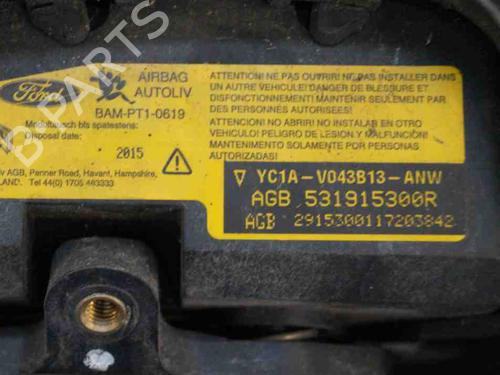 Ford
AIRBAG
AUTOLIV
BAM-PT1-0619
Modultausch bis spätestens:
Disposal date:
2015
AGB, Penner Road, Havant, Hampshire,
Tel 44(0) 1705 483333
ATTENTION! NE PAS OUVRIR! NE PAS INSTALLER DANS
UN AUTRE VEHICULE! DANGER DE BLESSURE ET
DISFONCTIONNEMENT! MAINTENIR SEULEMENT PAR
DES PERSONNES AUTORISEES!
ATTENCION! NO ABRIR! NO INSTALAR EN OTRO
VEHICULO! PELIGRO DE LESION Y MALFUNCION!
MANTENIMENTO SOLAMENTE POR PERSONAS
AUTORIZADAS!
YC1A-V043B13-ANW
AGB 531915300R
AGB 2915300117203842
B-PARTS